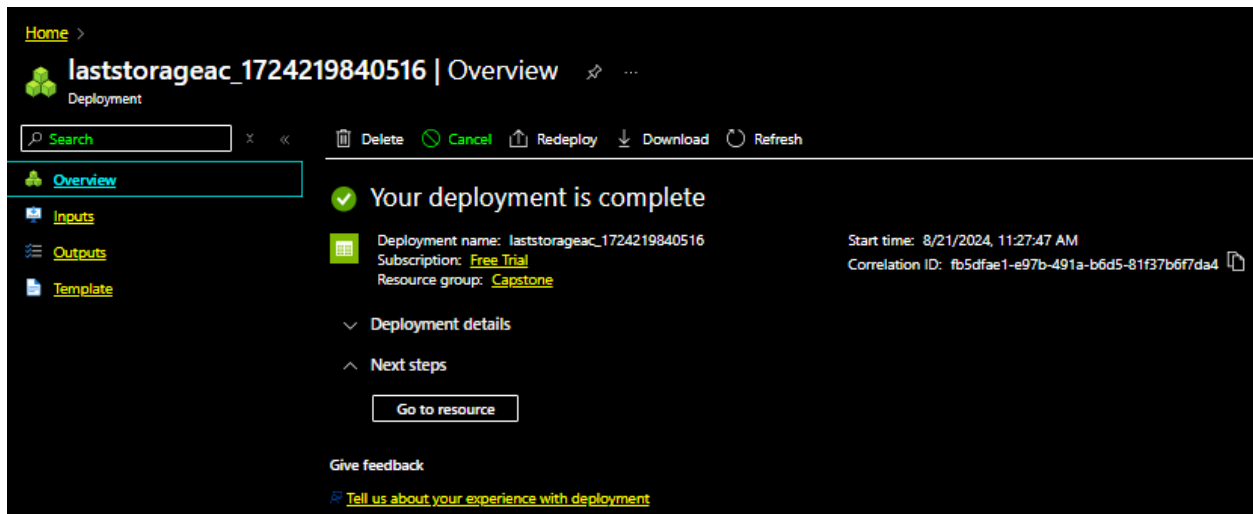 Home >
laststorageac_1724219840516 | Overview ...
Deployment
Search
Delete Cancel Redeploy Download Refresh
Overview
Inputs
Outputs
Template
Your deployment is complete
Deployment name: laststorageac_1724219840516
Subscription: Free Trial
Resource group: Capstone
Start time: 8/21/2024, 11:27:47 AM
Correlation ID: fb5dfae1-e97b-491a-b6d5-81f37b6f7da4
Deployment details
Next steps
Go to resource
Give feedback
Tell us about your experience with deployment